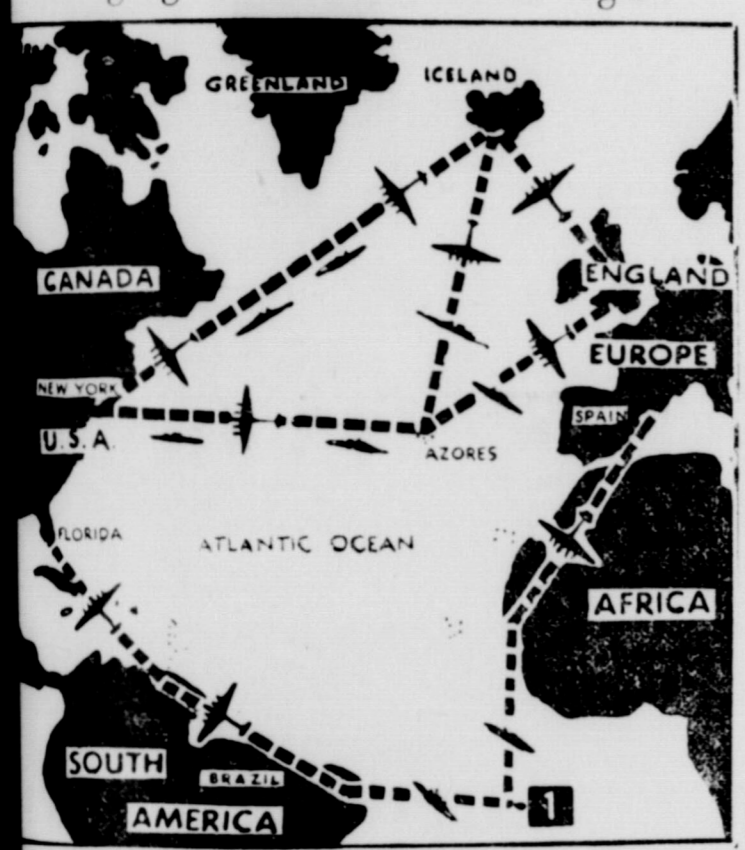 GREENLAND
ICELAND
CANADA
ENGLAND
NEW YORK
EUROPE
U.S.A.
SPAIN
AZORES
FLORIDA
ATLANTIC OCEAN
AFRICA
SOUTH
AMERICA
BRAZIL
1